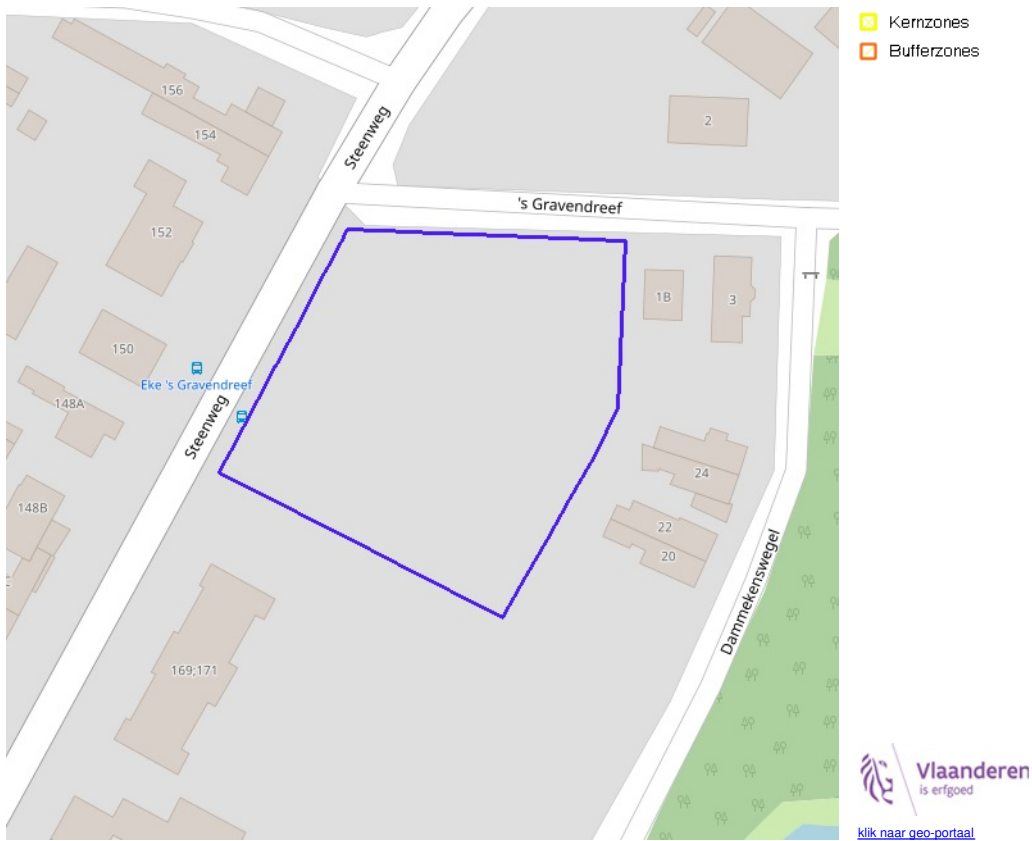 Kernzones
Bufferzones
156
154
Steenweg
2
's Gravendreef
152
1B
3
150
Eke 's Gravendreef
148A
Steenweg
24
148B
22
20
Dammekenswegel
169;171
Vlaanderen
is erfgoed
klik naar geo-portaal